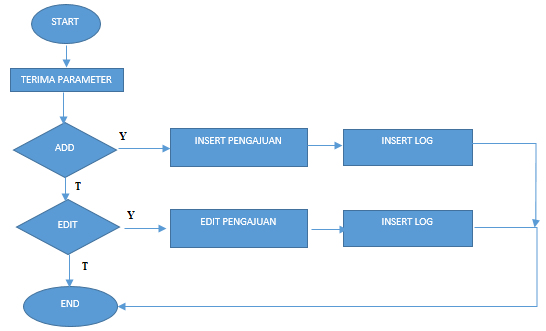 START
TERIMA PARAMETER
ADD
Y
INSERT PENGAJUAN
INSERT LOG
T
EDIT
Y
EDIT PENGAJUAN
INSERT LOG
T
END